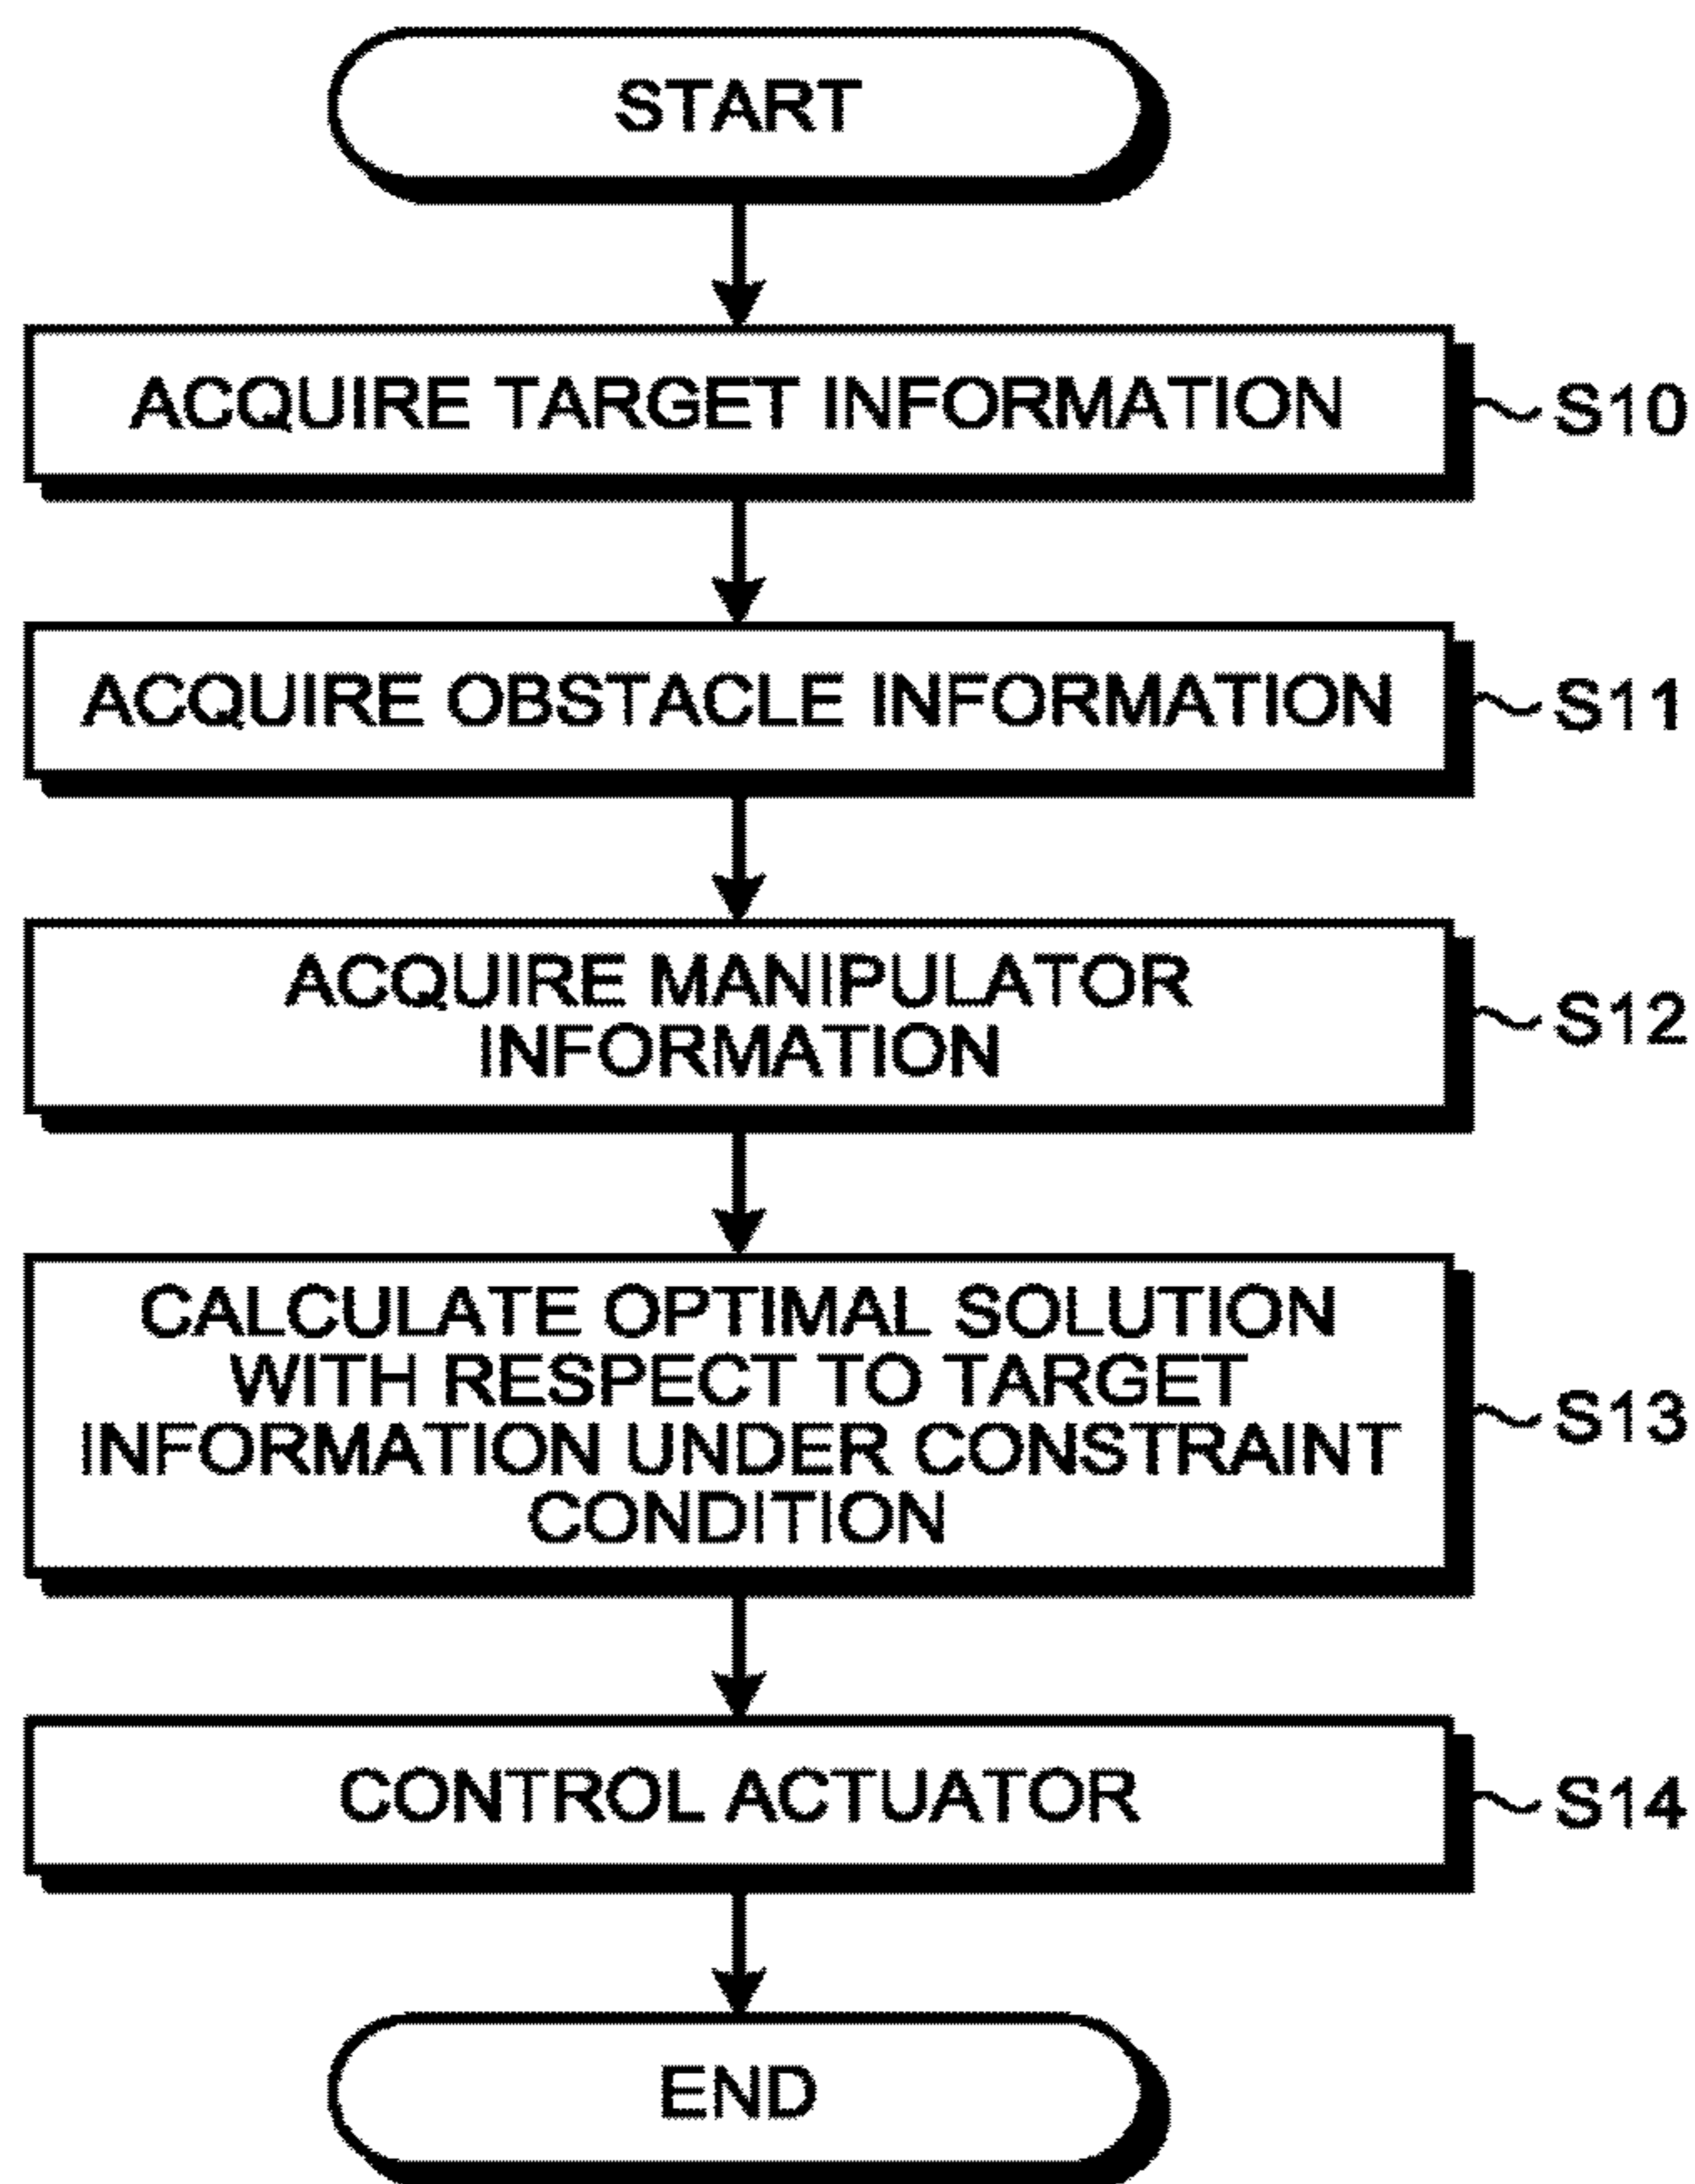 START
ACQUIRE TARGET INFORMATION
S10
ACQUIRE OBSTACLE INFORMATION
S11
ACQUIRE MANIPULATOR
INFORMATION
S12
CALCULATE OPTIMAL SOLUTION
WITH RESPECT TO TARGET
INFORMATION UNDER CONSTRAINT
CONDITION
S13
CONTROL ACTUATOR
S14
END